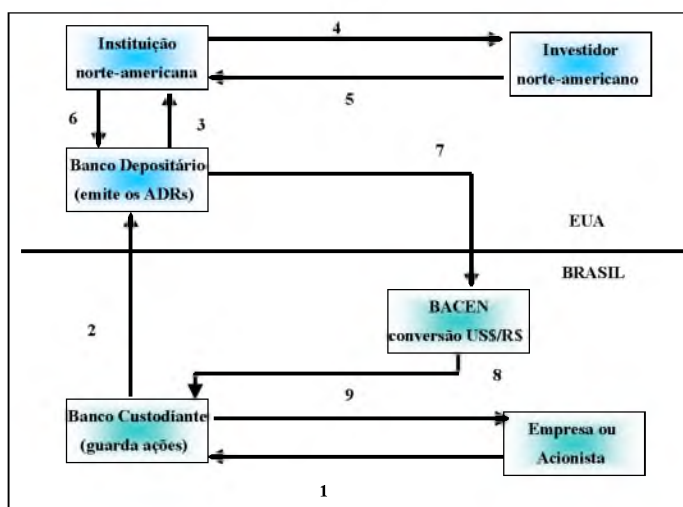 4
Instituição
norte-americana
Investidor
norte-americano
5
6
3
7
Banco Depositário
(emite os ADRs)
EUA
BRASIL
BACEN
conversão US$/R$
2
8
9
Banco Custodiante
(guarda ações)
Empresa ou
Acionista
1